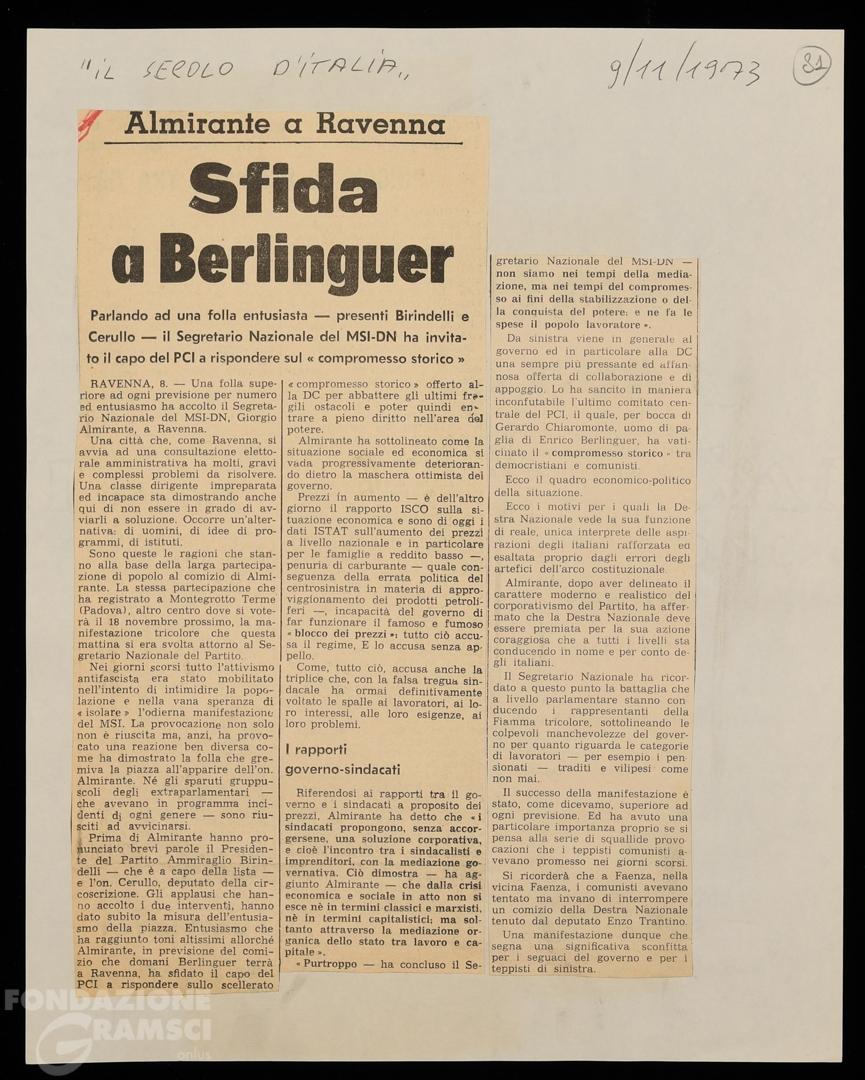 "IL SECOLO D'ITALIA"
9/11/1973
31
Almirante a Ravenna
Sfida
a Berlinguer
Parlando ad una folla entusiasta — presenti Birindelli e
Cerullo — il Segretario Nazionale del MSI-DN ha invita-
to il capo del PCI a rispondere sul « compromesso storico »
RAVENNA, 8. — Una folla supe-
riore ad ogni previsione per numero
ed entusiasmo ha accolto il Segreta-
rio Nazionale del MSI-DN, Giorgio
Almirante, a Ravenna.
Una città che, come Ravenna, si
avvia ad una consultazione eletto-
rale amministrativa ha molti, gravi
e complessi problemi da risolvere.
Una classe dirigente impreparata
ed incapace sta dimostrando anche
qui di non essere in grado di av-
viarli a soluzione. Occorre un'alter-
nativa: di uomini, di idee di pro-
grammi, di istituti.
Sono queste le ragioni che stan-
no alla base della larga partecipa-
zione di popolo al comizio di Almi-
rante. La stessa partecipazione che
ha registrato a Montegrotto Terme
(Padova), altro centro dove si vote-
rà il 18 novembre prossimo, la ma-
nifestazione tricolore che questa
mattina si era svolta attorno al Se-
gretario Nazionale del Partito.
Nei giorni scorsi tutto l'attivismo
antifascista era stato mobilitato
nell'intento di intimidire la popo-
lazione e nella vana speranza di
« isolare » l'odierna manifestazione
del MSI. La provocazione non solo
non è riuscita ma, anzi, ha provo-
cato una reazione ben diversa co-
me ha dimostrato la folla che gre-
miva la piazza all'apparire dell'on.
Almirante. Né gli sparuti gruppu-
scoli degli extraparlamentari —
che avevano in programma inci-
denti di ogni genere — sono riu-
sciti ad avvicinarsi.
Prima di Almirante hanno pro-
nunciato brevi parole il Presiden-
te del Partito Ammiraglio Birin-
delli — che è a capo della lista —
e l'on. Cerullo, deputato della cir-
coscrizione. Gli applausi che han-
no accolto i due interventi, hanno
dato subito la misura dell'entusia-
smo della piazza. Entusiasmo che
ha raggiunto toni altissimi allorché
Almirante, in previsione del comi-
zio che domani Berlinguer terrà
a Ravenna, ha sfidato il capo del
PCI a rispondere sullo scellerato
« compromesso storico » offerto al-
la DC per abbattere gli ultimi fra-
gili ostacoli e poter quindi en-
trare a pieno diritto nell'area del
potere.
Almirante ha sottolineato come la
situazione sociale ed economica si
vada progressivamente deterioran-
do dietro la maschera ottimista del
governo.
Prezzi in aumento — è dell'altro
giorno il rapporto ISCO sulla si-
tuazione economica e sono di oggi i
dati ISTAT sull'aumento dei prezzi
a livello nazionale e in particolare
per le famiglie a reddito basso —,
penuria di carburante — quale con-
seguenza della errata politica del
centrosinistra in materia di appro-
viggionamento dei prodotti petroli-
feri —, incapacità del governo di
far funzionare il famoso e fumoso
« blocco dei prezzi »: tutto ciò accu-
sa il regime, E lo accusa senza ap-
pello.
Come, tutto ciò, accusa anche la
triplice che, con la falsa tregua sin-
dacale ha ormai definitivamente
voltato le spalle ai lavoratori, ai lo-
ro interessi, alle loro esigenze, ai
loro problemi.
I rapporti
governo-sindacati
Riferendosi ai rapporti tra il go-
verno e i sindacati a proposito dei
prezzi, Almirante ha detto che « i
sindacati propongono, senza accor-
gersene, una soluzione corporativa,
e cioè l'incontro tra i sindacalisti e
imprenditori, con la mediazione go-
vernativa. Ciò dimostra — ha ag-
giunto Almirante — che dalla crisi
economica e sociale in atto non si
esce nè in termini classici e marxisti,
nè in termini capitalistici; ma sol-
tanto attraverso la mediazione or-
ganica dello stato tra lavoro e ca-
pitale ».
« Purtroppo — ha concluso il Se-
gretario Nazionale del MSI-DN —
non siamo nei tempi della media-
zione, ma nei tempi del compromes-
so ai fini della stabilizzazione o del-
la conquista del potere: e ne fa le
spese il popolo lavoratore ».
Da sinistra viene in generale al
governo ed in particolare alla DC
una sempre più pressante ed affan-
nosa offerta di collaborazione e di
appoggio. Lo ha sancito in maniera
inconfutabile l'ultimo comitato cen-
trale del PCI, il quale, per bocca di
Gerardo Chiaromonte, uomo di pa-
glia di Enrico Berlinguer, ha vati-
cinato il « compromesso storico » tra
democristiani e comunisti.
Ecco il quadro economico-politico
della situazione.
Ecco i motivi per i quali la De-
stra Nazionale vede la sua funzione
di reale, unica interprete delle aspi-
razioni degli italiani rafforzata ed
esaltata proprio dagli errori degli
artefici dell'arco costituzionale.
Almirante, dopo aver delineato il
carattere moderno e realistico del
corporativismo del Partito, ha affer-
mato che la Destra Nazionale deve
essere premiata per la sua azione
coraggiosa che a tutti i livelli sta
conducendo in nome e per conto de-
gli italiani.
Il Segretario Nazionale ha ricor-
dato a questo punto la battaglia che
a livello parlamentare stanno con-
ducendo i rappresentanti della
Fiamma tricolore, sottolineando le
colpevoli manchevolezze del gover-
no per quanto riguarda le categorie
di lavoratori — per esempio i pen-
sionati — traditi e vilipesi come
non mai.
Il successo della manifestazione è
stato, come dicevamo, superiore ad
ogni previsione. Ed ha avuto una
particolare importanza proprio se si
pensa alla serie di squallide provo-
cazioni che i teppisti comunisti a-
vevano promesso nei giorni scorsi.
Si ricorderà che a Faenza, nella
vicina Faenza, i comunisti avevano
tentato ma invano di interrompere
un comizio della Destra Nazionale
tenuto dal deputato Enzo Trantino.
Una manifestazione dunque che
segna una significativa sconfitta
per i seguaci del governo e per i
teppisti di sinistra.
FONDAZIONE
GRAMSCI
onlus